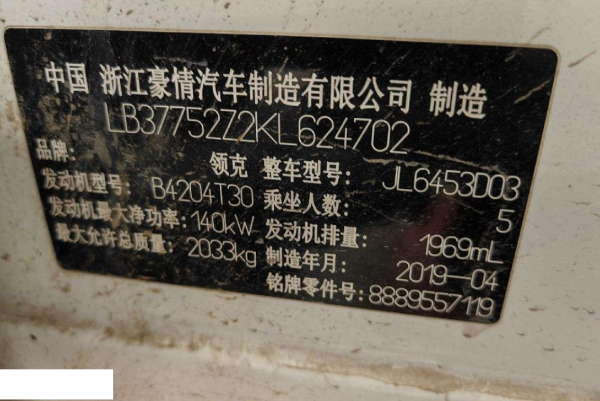 中国 浙江豪情汽车制造有限公司 制造
LB37752Z2KL624702
品牌: 领克 整车型号: JL6453D03
发动机型号: B4204T30 乘坐人数: 5
发动机最大净功率: 140kW 发动机排量: 1969mL
最大允许总质量: 2033kg 制造年月: 2019-04
铭牌零件号: 8889557119